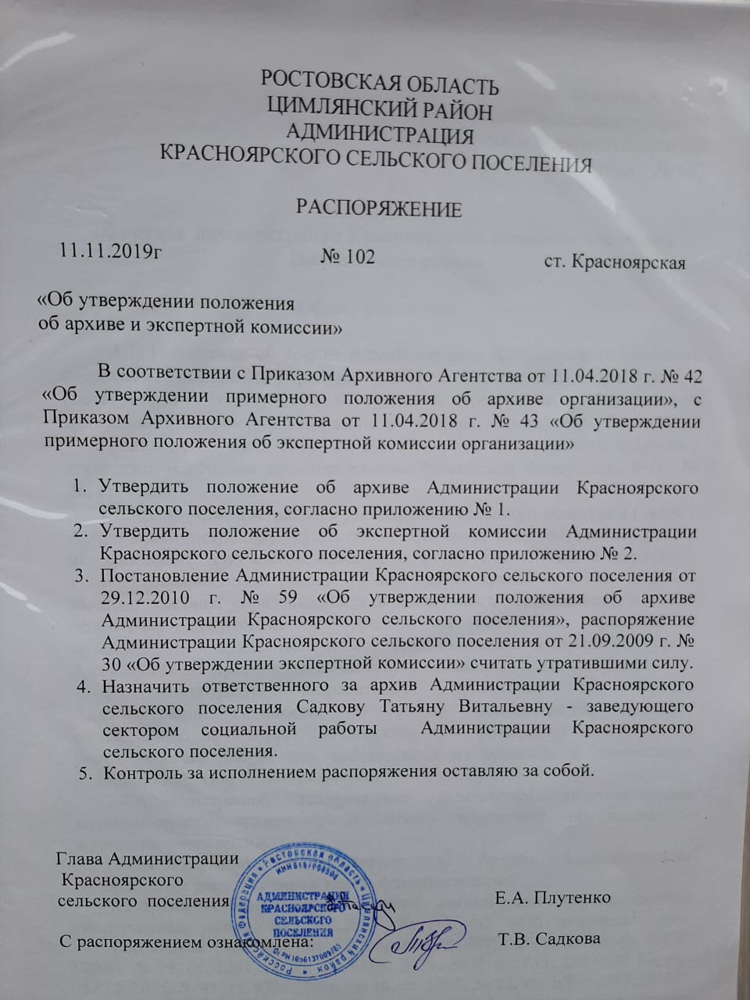 РОСТОВСКАЯ ОБЛАСТЬ
ЦИМЛЯНСКИЙ РАЙОН
АДМИНИСТРАЦИЯ
КРАСНОЯРСКОГО СЕЛЬСКОГО ПОСЕЛЕНИЯ
РАСПОРЯЖЕНИЕ
11.11.2019г № 102 ст. Красноярская
«Об утверждении положения
об архиве и экспертной комиссии»
В соответствии с Приказом Архивного Агентства от 11.04.2018 г. № 42
«Об утверждении примерного положения об архиве организации», с
Приказом Архивного Агентства от 11.04.2018 г. № 43 «Об утверждении
примерного положения об экспертной комиссии организации»
1. Утвердить положение об архиве Администрации Красноярского
сельского поселения, согласно приложению № 1.
2. Утвердить положение об экспертной комиссии Администрации
Красноярского сельского поселения, согласно приложению № 2.
3. Постановление Администрации Красноярского сельского поселения от
29.12.2010 г. № 59 «Об утверждении положения об архиве
Администрации Красноярского сельского поселения», распоряжение
Администрации Красноярского сельского поселения от 21.09.2009 г. №
30 «Об утверждении экспертной комиссии» считать утратившими силу.
4. Назначить ответственного за архив Администрации Красноярского
сельского поселения Садкову Татьяну Витальевну - заведующего
сектором социальной работы Администрации Красноярского
сельского поселения.
5. Контроль за исполнением распоряжения оставляю за собой.
Глава Администрации
Красноярского
сельского поселения Е.А. Плутенко
С распоряжением ознакомлена: Т.В. Садкова
Российская Федерация * Ростовская область * Цимлянский район *
АДМИНИСТРАЦИЯ
КРАСНОЯРСКОГО
СЕЛЬСКОГО
ПОСЕЛЕНИЯ